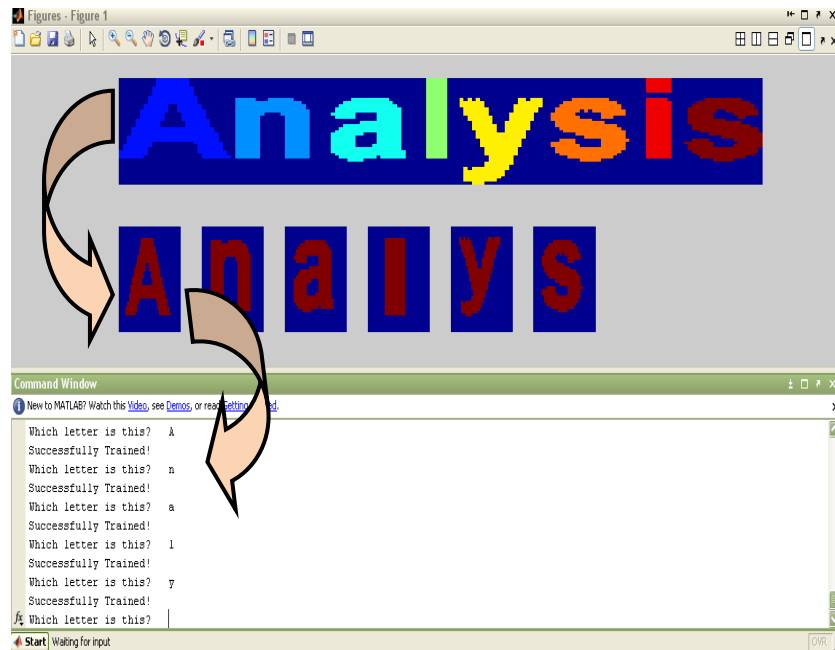 Figures - Figure 1
Analysis
A n a l y s
Command Window
New to MATLAB? Watch this Video, see Demos, or read Getting Started.
Which letter is this? A
Successfully Trained!
Which letter is this? n
Successfully Trained!
Which letter is this? a
Successfully Trained!
Which letter is this? l
Successfully Trained!
Which letter is this? y
Successfully Trained!
fx Which letter is this?
Start Waiting for input OVR